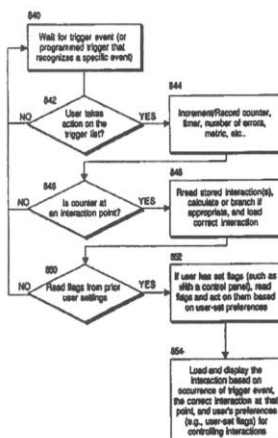 840
Wait for trigger event (or
programmed trigger that
recognizes a specific event)
842
User takes
action on the
trigger list?
NO
YES
844
Increment/Record counter,
timer, number of errors,
metric, etc..
846
Is counter at
an interaction point?
NO
YES
848
Rread stored interaction(s),
calculate or branch if
appropriate, and load
correct interaction
850
Read flags from prior
user settings
NO
YES
852
If user has set flags (such as
with a control panel), read
flags and act on them based
on user-set preferences
854
Load and display the
interaction based on
occurrence of trigger event,
the correct interaction at that
point, and user's preferences
(e.g., user-set flags) for
controlling interactions